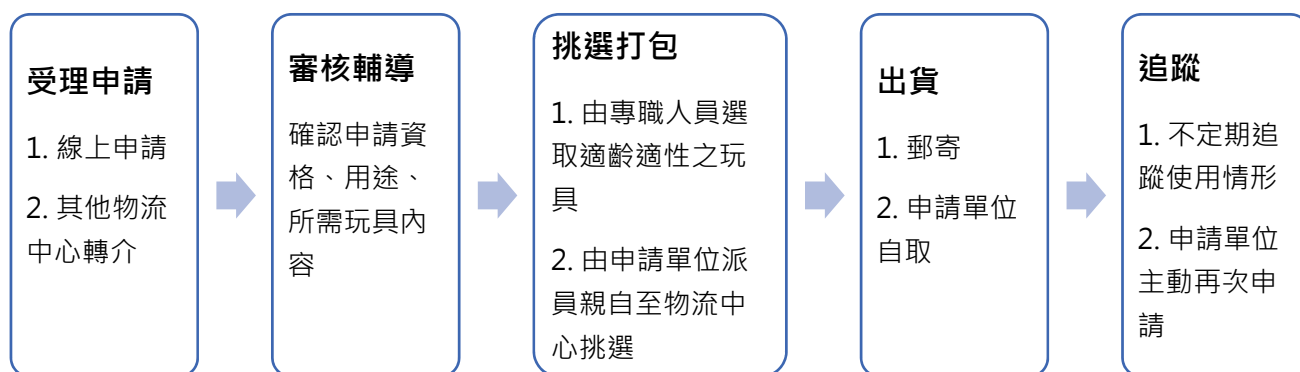 受理申請
1. 線上申請
2. 其他物流
中心轉介
審核輔導
確認申請資
格、用途、
所需玩具內
容
挑選打包
1. 由專職人員選
取適齡適性之玩
具
2. 由申請單位派
員親自至物流中
心挑選
出貨
1. 郵寄
2. 申請單位
自取
追蹤
1. 不定期追
蹤使用情形
2. 申請單位
主動再次申
請